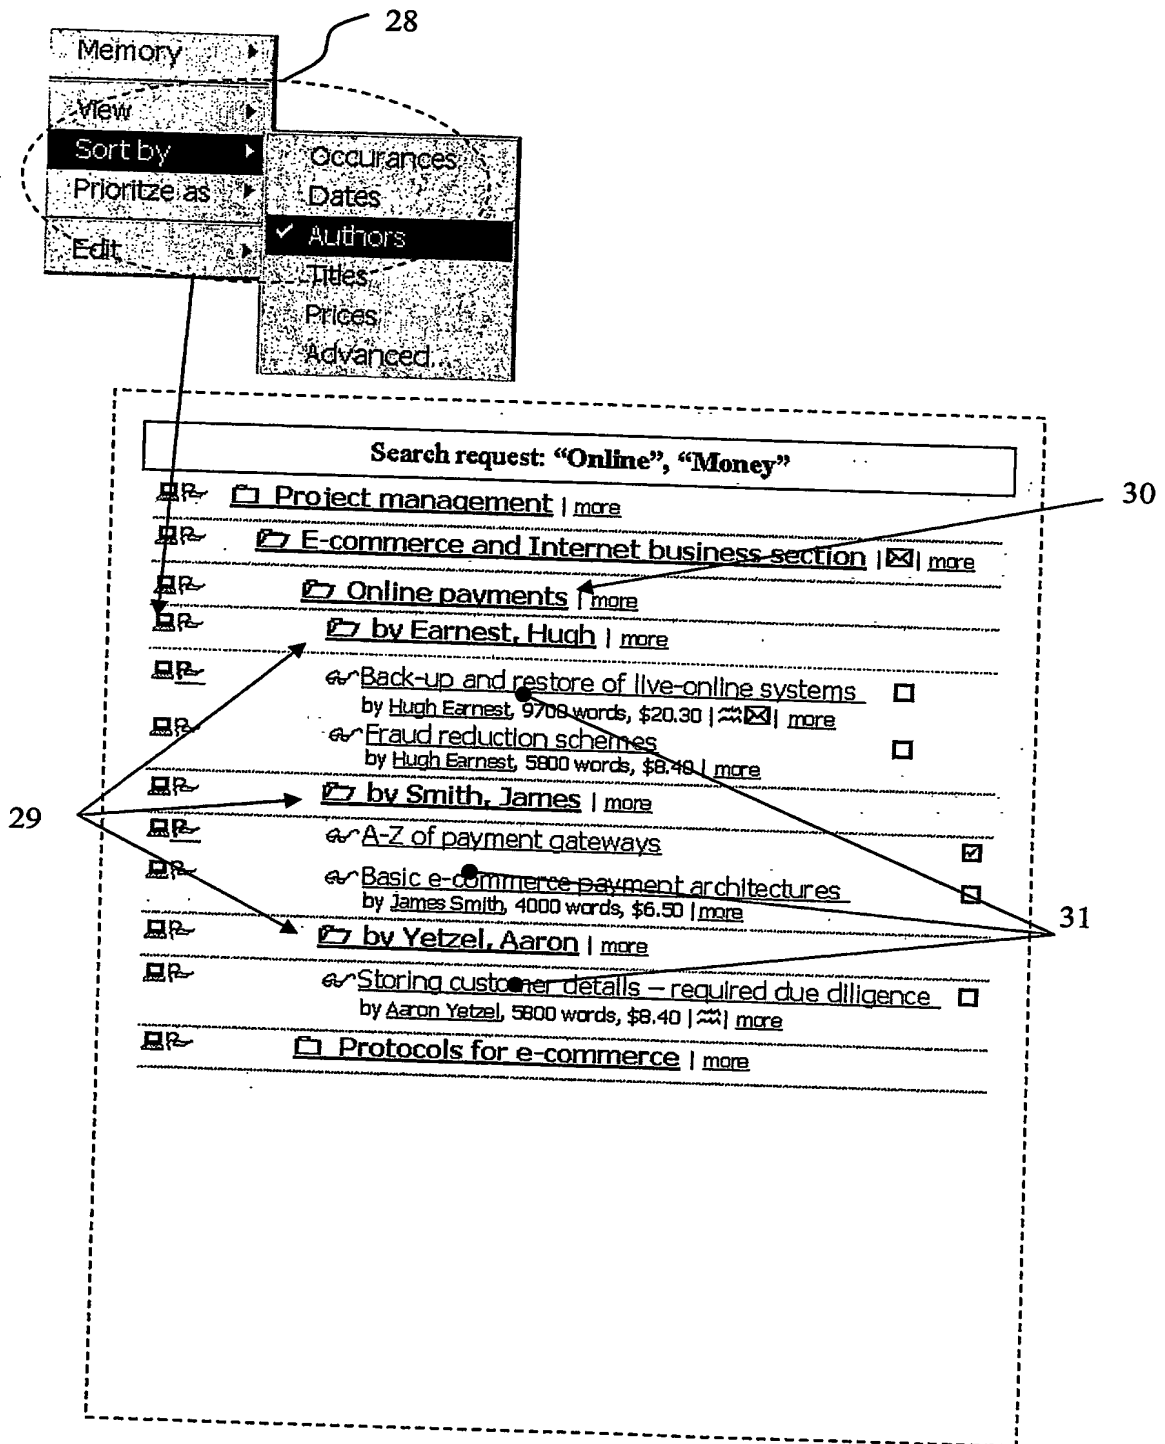 28
Memory
View
Sort by
Prioritze as
Edit
Occurances
Dates
Authors
Titles
Prices
Advanced..
Search request: “Online”, “Money”
Project management | more
30
E-commerce and Internet business section | | more
Online payments | more
by Earnest, Hugh | more
Back-up and restore of live-online systems
by Hugh Earnest, 9700 words, $20.30 | | more
Fraud reduction schemes
by Hugh Earnest, 5800 words, $8.40 | more
29
by Smith, James | more
A-Z of payment gateways
Basic e-commerce payment architectures
by James Smith, 4000 words, $6.50 | more
31
by Yetzel, Aaron | more
Storing customer details – required due diligence
by Aaron Yetzel, 5800 words, $8.40 | | more
Protocols for e-commerce | more